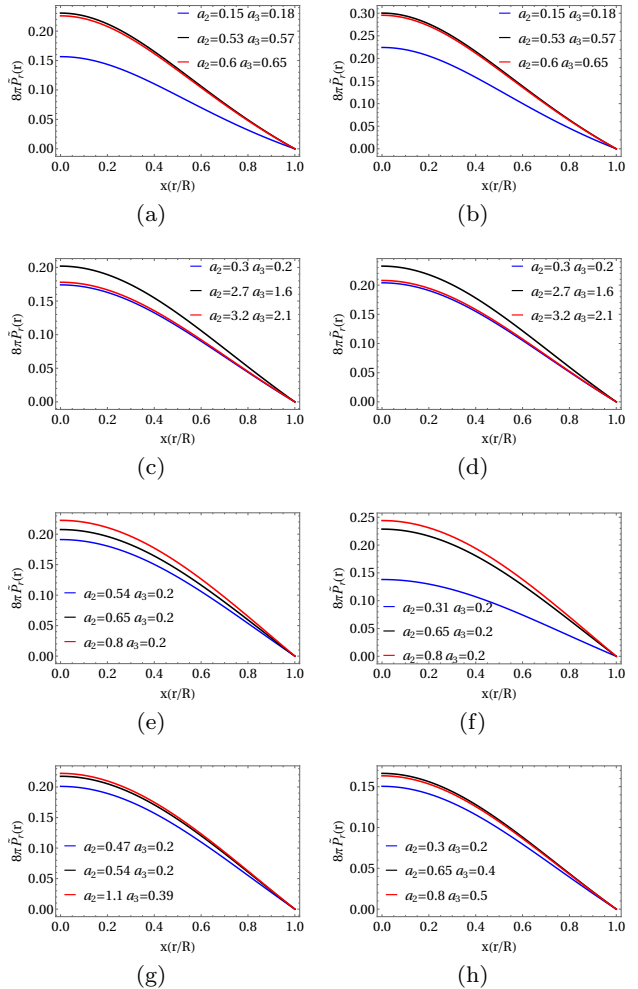 8πP̃ᵣ(r)
0.20
0.15
0.10
0.05
0.00
a₂=0.15 a₃=0.18
a₂=0.53 a₃=0.57
a₂=0.6 a₃=0.65
0.0 0.2 0.4 0.6 0.8 1.0
x(r/R)
(a)
8πP̃ᵣ(r)
0.30
0.25
0.20
0.15
0.10
0.05
0.00
a₂=0.15 a₃=0.18
a₂=0.53 a₃=0.57
a₂=0.6 a₃=0.65
0.0 0.2 0.4 0.6 0.8 1.0
x(r/R)
(b)
8πP̃ᵣ(r)
0.20
0.15
0.10
0.05
0.00
a₂=0.3 a₃=0.2
a₂=2.7 a₃=1.6
a₂=3.2 a₃=2.1
0.0 0.2 0.4 0.6 0.8 1.0
x(r/R)
(c)
8πP̃ᵣ(r)
0.20
0.15
0.10
0.05
0.00
a₂=0.3 a₃=0.2
a₂=2.7 a₃=1.6
a₂=3.2 a₃=2.1
0.0 0.2 0.4 0.6 0.8 1.0
x(r/R)
(d)
8πP̃ᵣ(r)
0.20
0.15
0.10
0.05
0.00
a₂=0.54 a₃=0.2
a₂=0.65 a₃=0.2
a₂=0.8 a₃=0.2
0.0 0.2 0.4 0.6 0.8 1.0
x(r/R)
(e)
8πP̃ᵣ(r)
0.25
0.20
0.15
0.10
0.05
0.00
a₂=0.31 a₃=0.2
a₂=0.65 a₃=0.2
a₂=0.8 a₃=0.2
0.0 0.2 0.4 0.6 0.8 1.0
x(r/R)
(f)
8πP̃ᵣ(r)
0.20
0.15
0.10
0.05
0.00
a₂=0.47 a₃=0.2
a₂=0.54 a₃=0.2
a₂=1.1 a₃=0.39
0.0 0.2 0.4 0.6 0.8 1.0
x(r/R)
(g)
8πP̃ᵣ(r)
0.15
0.10
0.05
0.00
a₂=0.3 a₃=0.2
a₂=0.65 a₃=0.4
a₂=0.8 a₃=0.5
0.0 0.2 0.4 0.6 0.8 1.0
x(r/R)
(h)